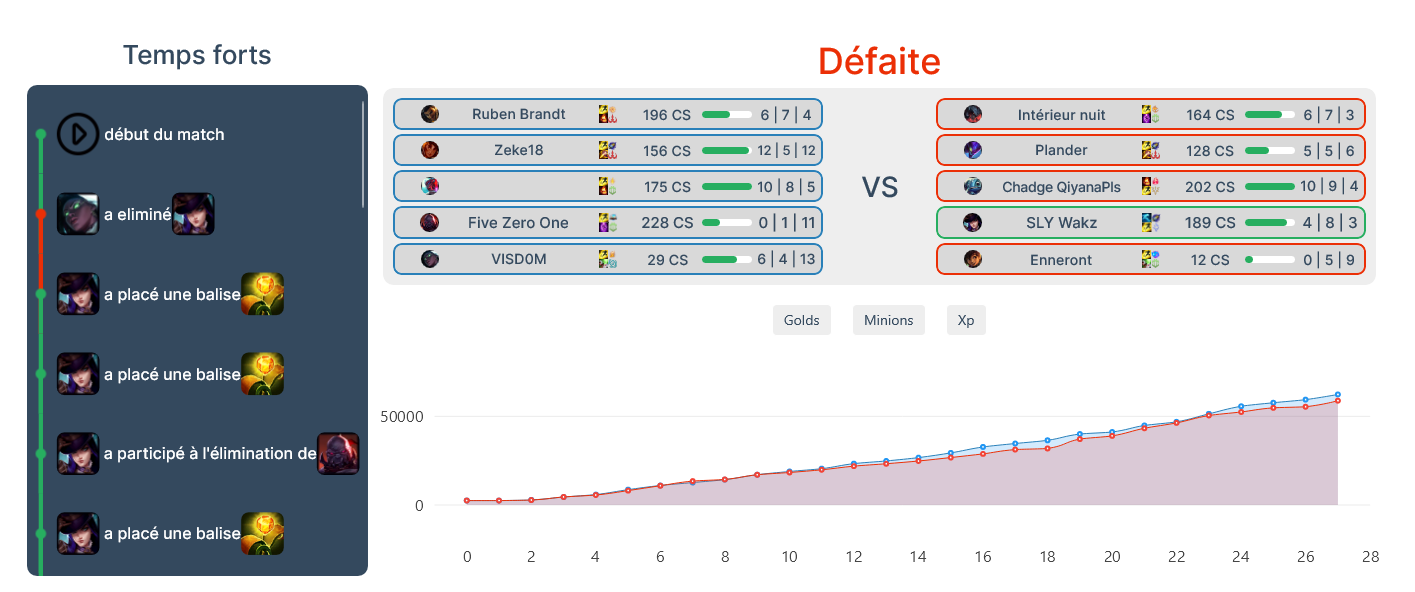 Temps forts
début du match
a eliminé
a placé une balise
a placé une balise
a participé à l'élimination de
a placé une balise
Défaite
Ruben Brandt 196 CS 6 | 7 | 4
Zeke18 156 CS 12 | 5 | 12
175 CS 10 | 8 | 5
Five Zero One 228 CS 0 | 1 | 11
VISD0M 29 CS 6 | 4 | 13
VS
Intérieur nuit 164 CS 6 | 7 | 3
Plander 128 CS 5 | 5 | 6
Chadge QiyanaPls 202 CS 10 | 9 | 4
SLY Wakz 189 CS 4 | 8 | 3
Enneront 12 CS 0 | 5 | 9
Golds Minions Xp
50000
0
0 2 4 6 8 10 12 14 16 18 20 22 24 26 28